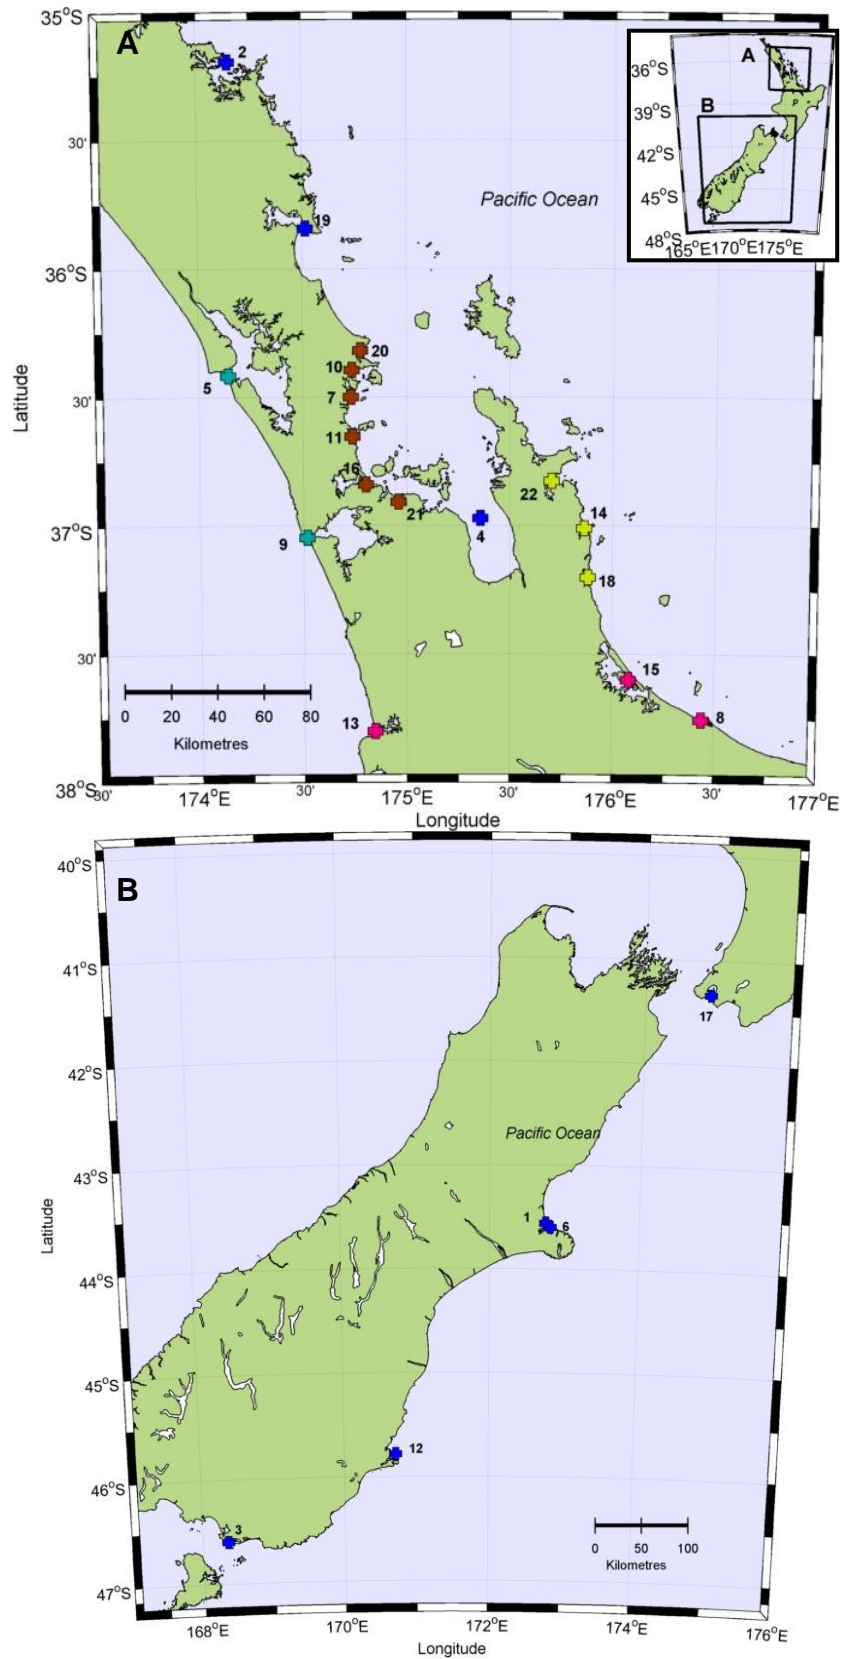 35°S
A
2
30'
Pacific Ocean
19
36°S
20
10
5
7
30'
11
16
22
21
14
4
37°S
9
18
30'
15
0 20 40 60 80
Kilometres
13
8
38°S
30' 174°E 30' 175°E 30' 176°E 30' 177°E
Latitude
Longitude
A
36°S
B
39°S
42°S
45°S
48°S
165°E 170°E 175°E
B
40°S
41°S
17
42°S
Pacific Ocean
43°S
1
6
44°S
45°S
12
46°S
3
0 50 100
Kilometres
47°S
168°E 170°E 172°E 174°E 176°E
Latitude
Longitude